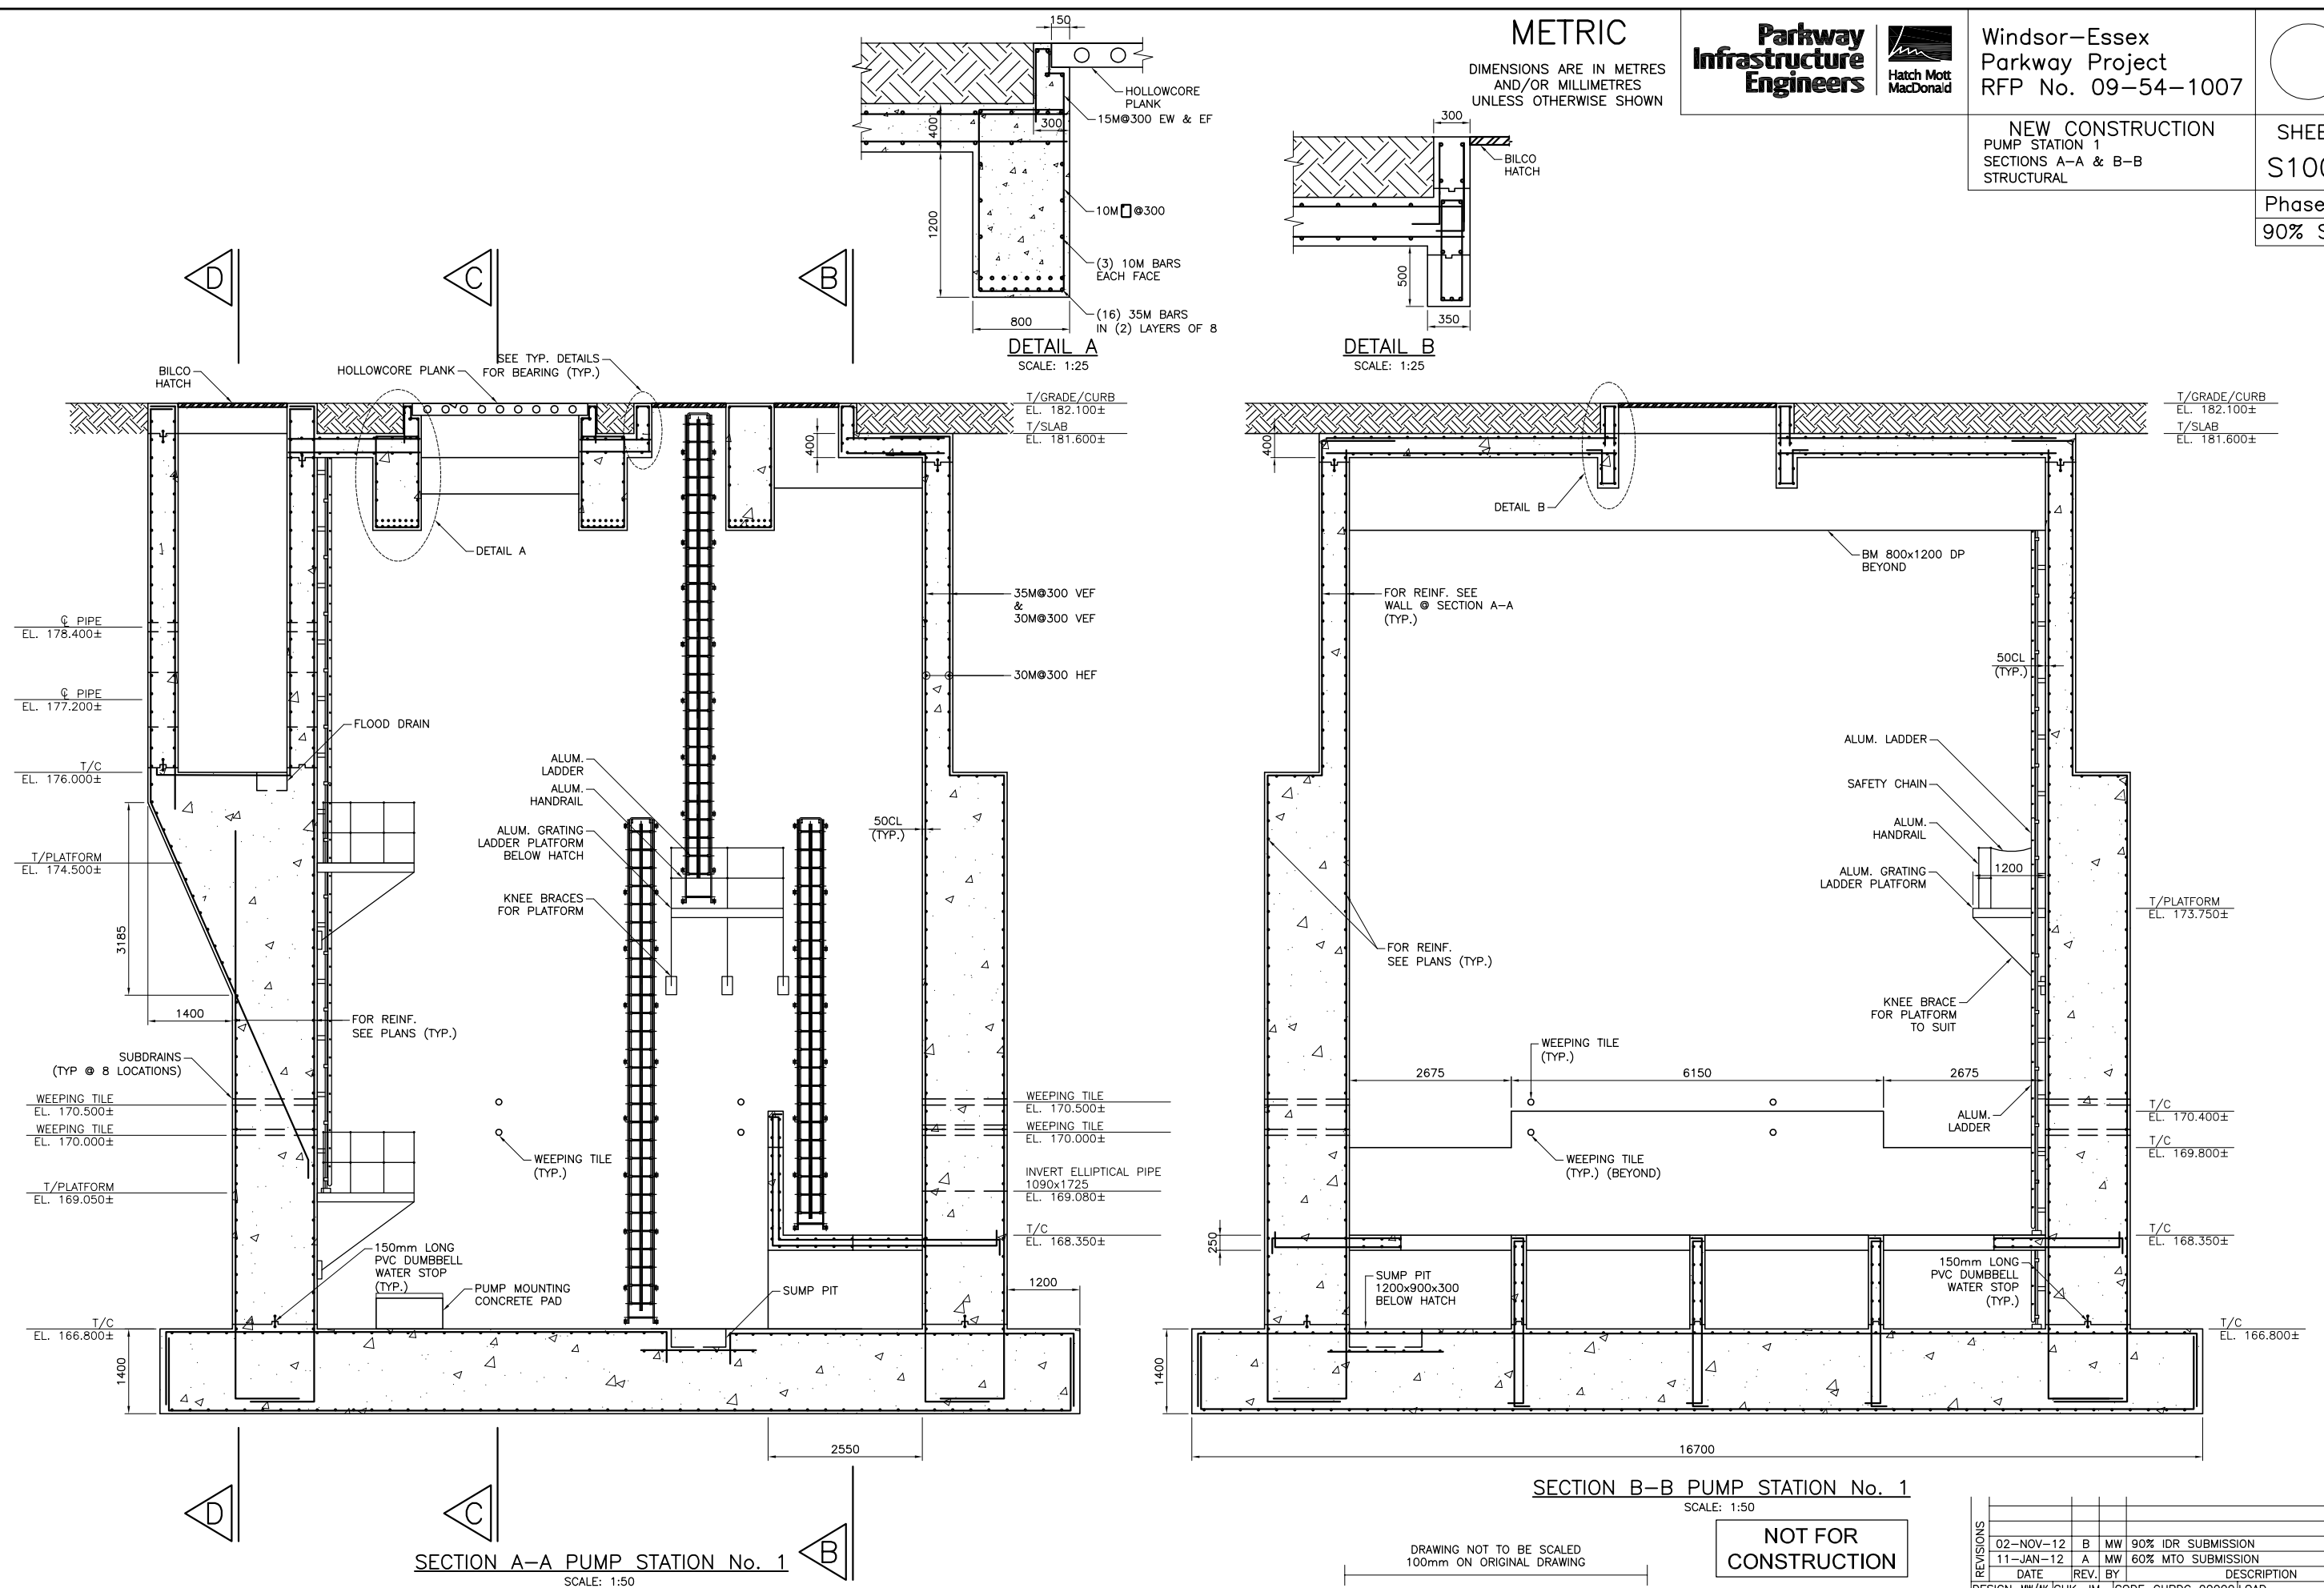 METRIC
DIMENSIONS ARE IN METRES
AND/OR MILLIMETRES
UNLESS OTHERWISE SHOWN
Parkway
Infrastructure
Engineers
Hatch Mott
MacDonald
Windsor-Essex
Parkway Project
RFP No. 09-54-1007
NEW CONSTRUCTION
PUMP STATION 1
SECTIONS A-A & B-B
STRUCTURAL
Phase
90%
150
HOLLOWCORE
PLANK
15M@300 EW & EF
300
400
1200
10M @300
(3) 10M BARS
EACH FACE
(16) 35M BARS
IN (2) LAYERS OF 8
800
DETAIL A
SCALE: 1:25
300
BILCO
HATCH
500
350
DETAIL B
SCALE: 1:25
D
C
B
BILCO
HATCH
HOLLOWCORE PLANK
SEE TYP. DETAILS
FOR BEARING (TYP.)
T/GRADE/CURB
EL. 182.100±
T/SLAB
EL. 181.600±
400
DETAIL A
35M@300 VEF
&
30M@300 VEF
30M@300 HEF
℄ PIPE
EL. 178.400±
℄ PIPE
EL. 177.200±
T/C
EL. 176.000±
T/PLATFORM
EL. 174.500±
FLOOD DRAIN
ALUM.
LADDER
ALUM.
HANDRAIL
ALUM. GRATING
LADDER PLATFORM
BELOW HATCH
KNEE BRACES
FOR PLATFORM
50CL
(TYP.)
3185
1400
FOR REINF.
SEE PLANS (TYP.)
SUBDRAINS
(TYP @ 8 LOCATIONS)
WEEPING TILE
EL. 170.500±
WEEPING TILE
EL. 170.000±
T/PLATFORM
EL. 169.050±
WEEPING TILE
(TYP.)
WEEPING TILE
EL. 170.500±
WEEPING TILE
EL. 170.000±
INVERT ELLIPTICAL PIPE
1090x1725
EL. 169.080±
T/C
EL. 168.350±
150mm LONG
PVC DUMBBELL
WATER STOP
(TYP.)
PUMP MOUNTING
CONCRETE PAD
SUMP PIT
1200
T/C
EL. 166.800±
1400
2550
D
C
B
SECTION A-A PUMP STATION No. 1
SCALE: 1:50
T/GRADE/CURB
EL. 182.100±
T/SLAB
EL. 181.600±
400
DETAIL B
BM 800x1200 DP
BEYOND
FOR REINF. SEE
WALL @ SECTION A-A
(TYP.)
50CL
(TYP.)
ALUM. LADDER
SAFETY CHAIN
ALUM.
HANDRAIL
1200
ALUM. GRATING
LADDER PLATFORM
T/PLATFORM
EL. 173.750±
FOR REINF.
SEE PLANS (TYP.)
KNEE BRACE
FOR PLATFORM
TO SUIT
WEEPING TILE
(TYP.)
2675
6150
2675
ALUM.
LADDER
T/C
EL. 170.400±
T/C
EL. 169.800±
WEEPING TILE
(TYP.) (BEYOND)
T/C
EL. 168.350±
250
SUMP PIT
1200x900x300
BELOW HATCH
150mm LONG
PVC DUMBBELL
WATER STOP
(TYP.)
T/C
EL. 166.800±
1400
16700
SECTION B-B PUMP STATION No. 1
SCALE: 1:50
DRAWING NOT TO BE SCALED
100mm ON ORIGINAL DRAWING
NOT FOR
CONSTRUCTION
REVISIONS
02-NOV-12 B MW 90% IDR SUBMISSION
11-JAN-12 A MW 60% MTO SUBMISSION
DATE REV. BY DESCRIPTION